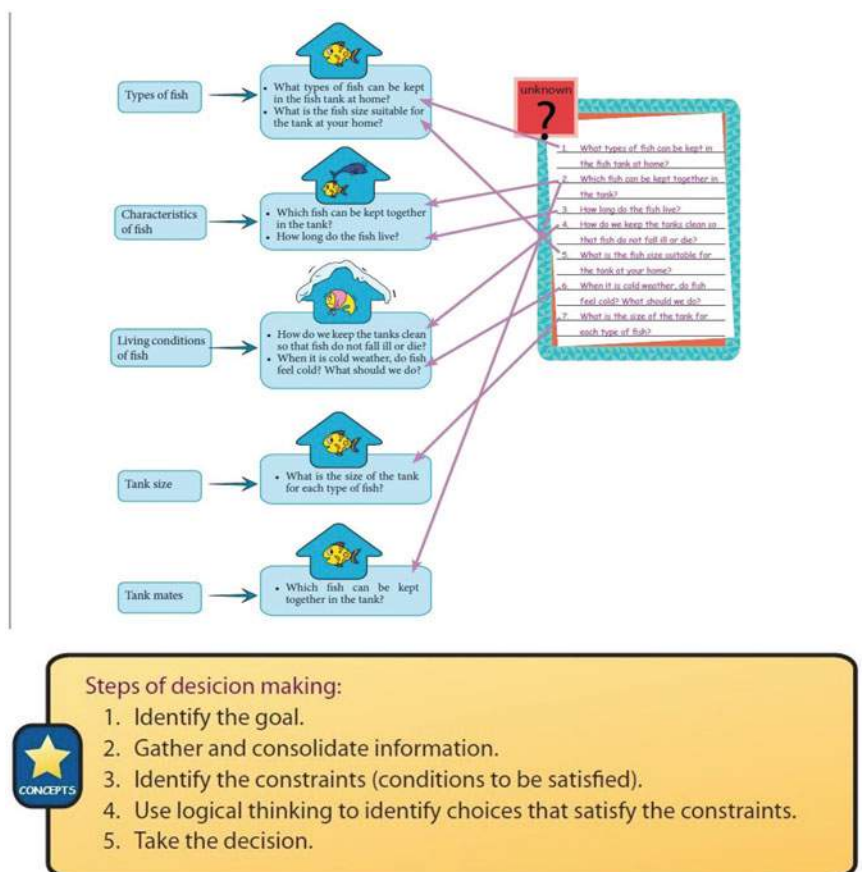 Types of fish
• What types of fish can be kept
in the fish tank at home?
• What is the fish size suitable for
the tank at your home?
Characteristics
of fish
• Which fish can be kept together
in the tank?
• How long do the fish live?
Living conditions
of fish
• How do we keep the tanks clean
so that fish do not fall ill or die?
• When it is cold weather, do fish
feel cold? What should we do?
Tank size
• What is the size of the tank
for each type of fish?
Tank mates
• Which fish can be kept
together in the tank?
unknown
?
1. What types of fish can be kept in
the fish tank at home?
2. Which fish can be kept together in
the tank?
3. How long do the fish live?
4. How do we keep the tanks clean so
that fish do not fall ill or die?
5. What is the fish size suitable for
the tank at your home?
6. When it is cold weather, do fish
feel cold? What should we do?
7. What is the size of the tank for
each type of fish?
Steps of desicion making:
1. Identify the goal.
2. Gather and consolidate information.
3. Identify the constraints (conditions to be satisfied).
4. Use logical thinking to identify choices that satisfy the constraints.
5. Take the decision.
CONCEPTS